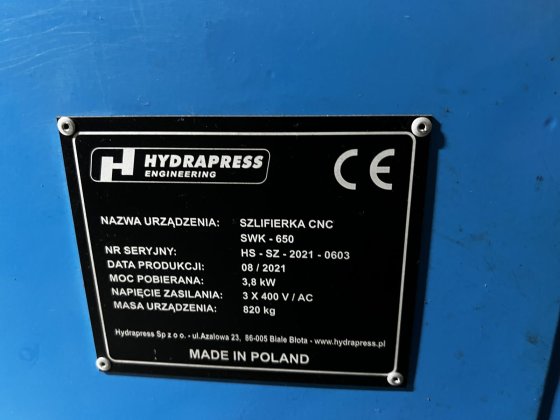 H HYDRAPRESS
ENGINEERING
CE
NAZWA URZĄDZENIA: SZLIFIERKA CNC
SWK - 650
NR SERYJNY: HS - SZ - 2021 - 0603
DATA PRODUKCJI: 08 / 2021
MOC POBIERANA: 3,8 kW
NAPIĘCIE ZASILANIA: 3 X 400 V / AC
MASA URZĄDZENIA: 820 kg
Hydrapress Sp z o o. - ul.Azalowa 23, 86-005 Białe Błota - www.hydrapress.pl
MADE IN POLAND